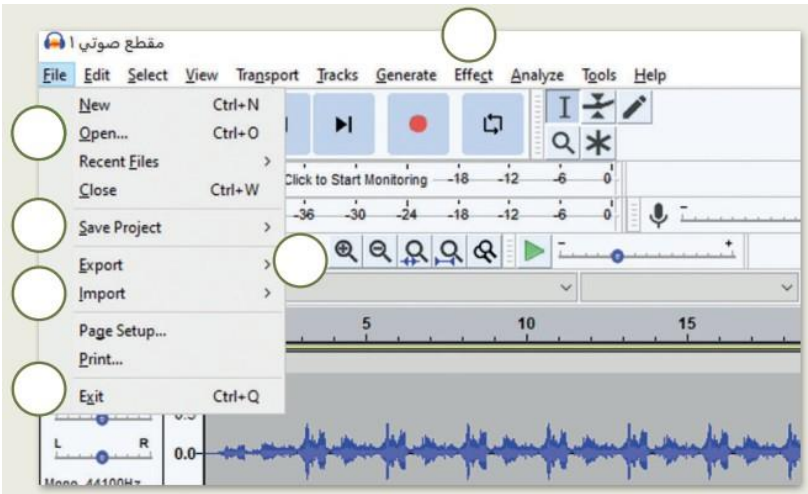 مقطع صوتي ١
File Edit Select View Transport Tracks Generate Effect Analyze Tools Help
New Ctrl+N
Open... Ctrl+O
Recent Files >
Close Ctrl+W
Click to Start Monitoring -18 -12 -6 0
Save Project >
-36 -30 -24 -18 -12 -6 0
Export >
Import >
Page Setup...
5 10 15
Print...
Exit Ctrl+Q
L R
0.0
Mono, 44100Hz